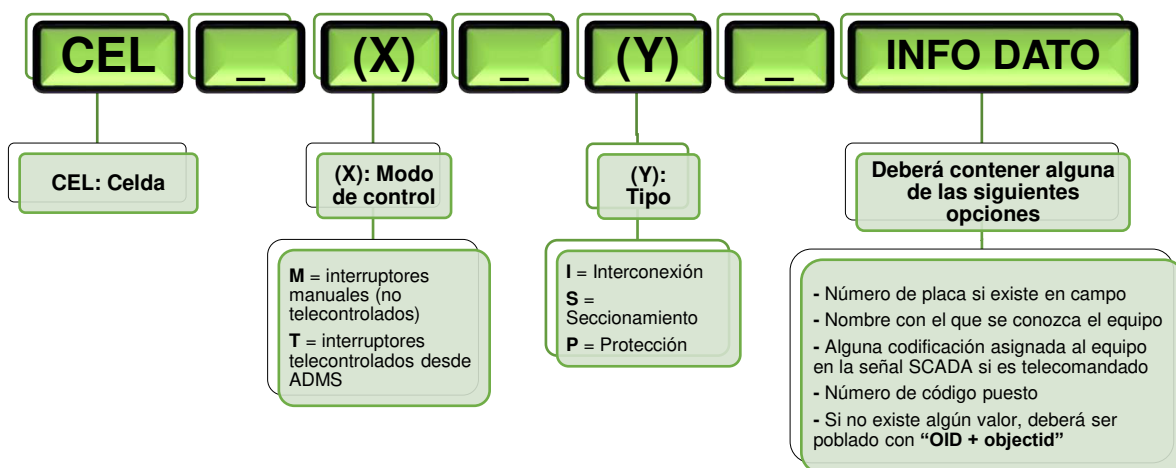 CEL _ (X) _ (Y) _ INFO DATO
CEL: Celda
(X): Modo
de control
M = interruptores
manuales (no
telecontrolados)
T = interruptores
telecontrolados desde
ADMS
(Y):
Tipo
I = Interconexión
S =
Seccionamiento
P = Protección
Deberá contener alguna
de las siguientes
opciones
- Número de placa si existe en campo
- Nombre con el que se conozca el equipo
- Alguna codificación asignada al equipo
en la señal SCADA si es telecomandado
- Número de código puesto
- Si no existe algún valor, deberá ser
poblado con “OID + objectid”